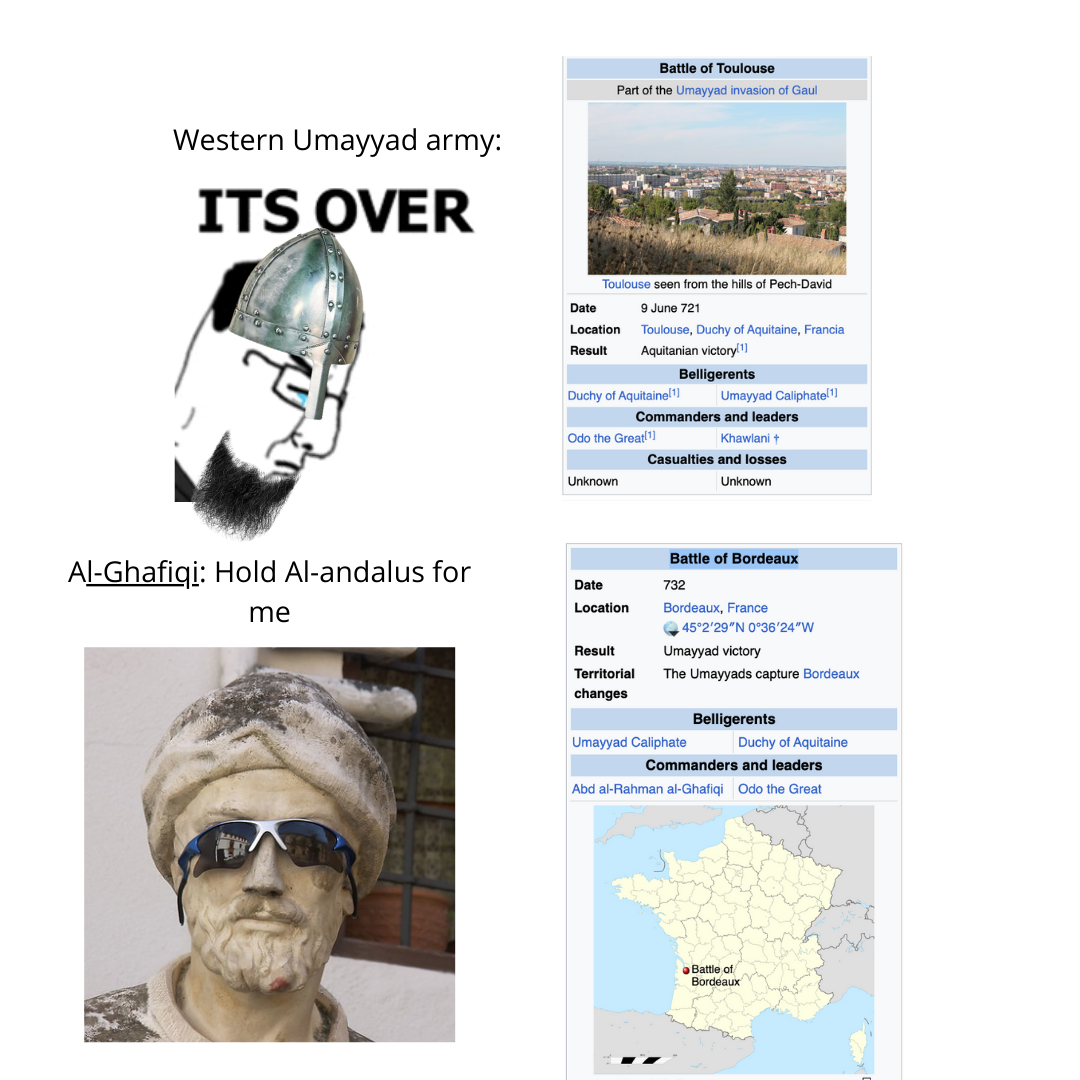 Western Umayyad army:
ITS OVER
Battle of Toulouse
Part of the Umayyad invasion of Gaul
Toulouse seen from the hills of Pech-David
Date 9 June 721
Location Toulouse, Duchy of Aquitaine, Francia
Result Aquitanian victory[1]
Belligerents
Duchy of Aquitaine[1] Umayyad Caliphate[1]
Commanders and leaders
Odo the Great[1] Khawlani †
Casualties and losses
Unknown Unknown
Al-Ghafiqi: Hold Al-andalus for
me
Battle of Bordeaux
Date 732
Location Bordeaux, France
45°2′29″N 0°36′24″W
Result Umayyad victory
Territorial The Umayyads capture Bordeaux
changes
Belligerents
Umayyad Caliphate Duchy of Aquitaine
Commanders and leaders
Abd al-Rahman al-Ghafiqi Odo the Great
Battle of
Bordeaux